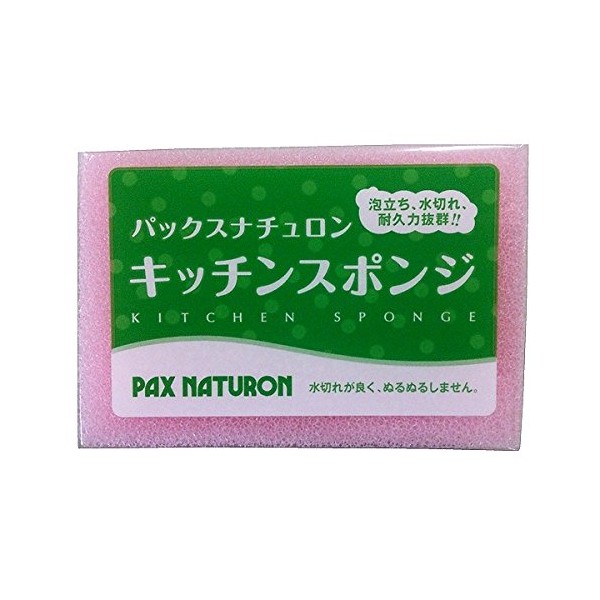 泡立ち、水切れ、
耐久力抜群!!
パックスナチュロン
キッチンスポンジ
KITCHEN SPONGE
PAX NATURON
水切れが良く、ぬるぬるしません。